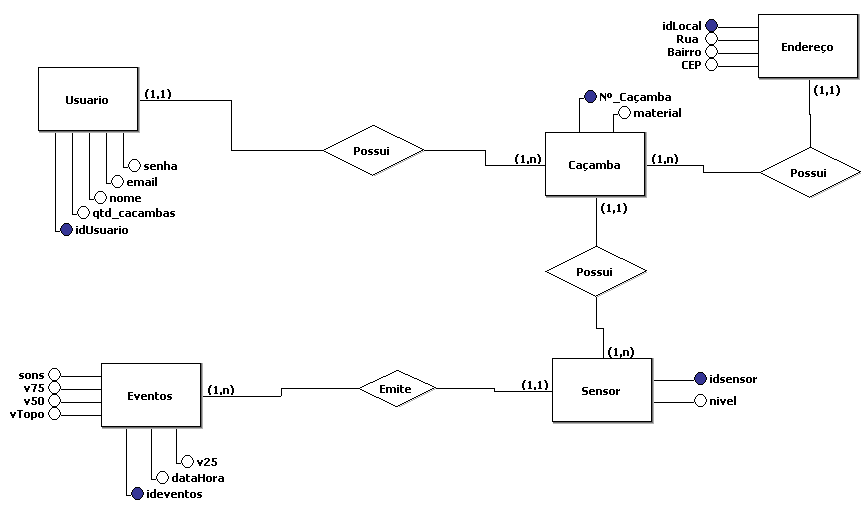 idLocal
Rua
Bairro
CEP
Endereço
(1,1)
Usuario
(1,1)
senha
email
nome
qtd_cacambas
idUsuario
Possui
Nº_Caçamba
material
(1,n)
Caçamba
(1,n)
Possui
(1,1)
Possui
(1,n)
sons
v75
v50
vTopo
Eventos
(1,n)
Emite
(1,1)
Sensor
idsensor
nivel
v25
dataHora
ideventos